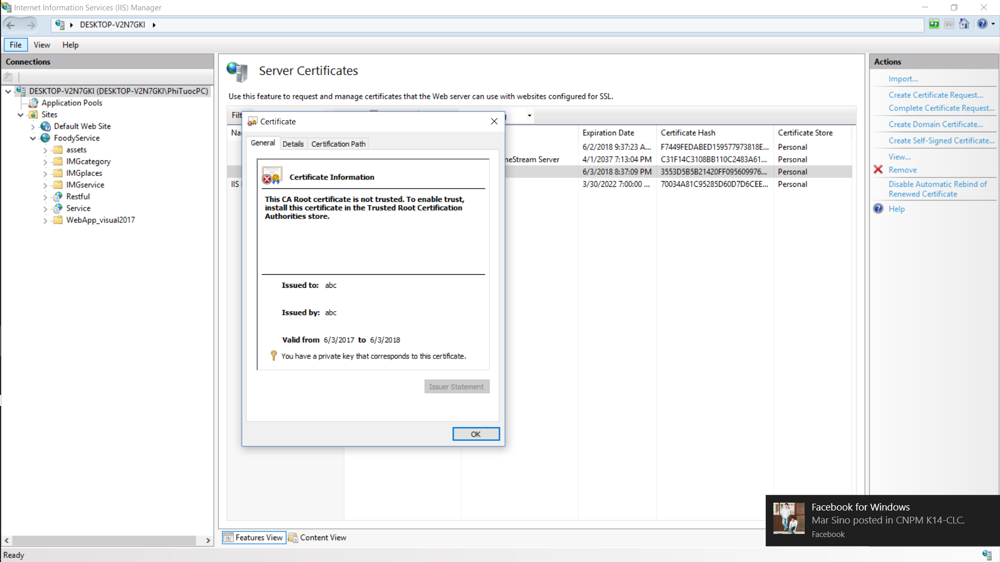 Internet Information Services (IIS) Manager
DESKTOP-V2N7GKI
File View Help
Connections
DESKTOP-V2N7GKI (DESKTOP-V2N7GKI\PhiTuocPC)
Application Pools
Sites
Default Web Site
FoodyService
assets
IMGcategory
IMGplaces
IMGservice
Restful
Service
WebApp_visual2017
Server Certificates
Use this feature to request and manage certificates that the Web server can use with websites configured for SSL.
Expiration Date Certificate Hash Certificate Store
6/2/2018 9:37:23 A... F7449FEDABED159577973818E... Personal
neStream Server 4/1/2037 7:13:04 PM C31F14C3108BB110C2483A61... Personal
6/3/2018 8:37:09 PM 3553D5B5B21420FF095609976... Personal
IIS 3/30/2022 7:00:00 ... 70034A81C95285D60D7D6CEE... Personal
Certificate
General Details Certification Path
Certificate Information
This CA Root certificate is not trusted. To enable trust,
install this certificate in the Trusted Root Certification
Authorities store.
Issued to: abc
Issued by: abc
Valid from 6/3/2017 to 6/3/2018
You have a private key that corresponds to this certificate.
Issuer Statement
OK
Actions
Import...
Create Certificate Request...
Complete Certificate Request...
Create Domain Certificate...
Create Self-Signed Certificate...
View...
Remove
Disable Automatic Rebind of
Renewed Certificate
Help
Facebook for Windows
Mar Sino posted in CNPM K14-CLC.
Facebook
Features View Content View
Ready